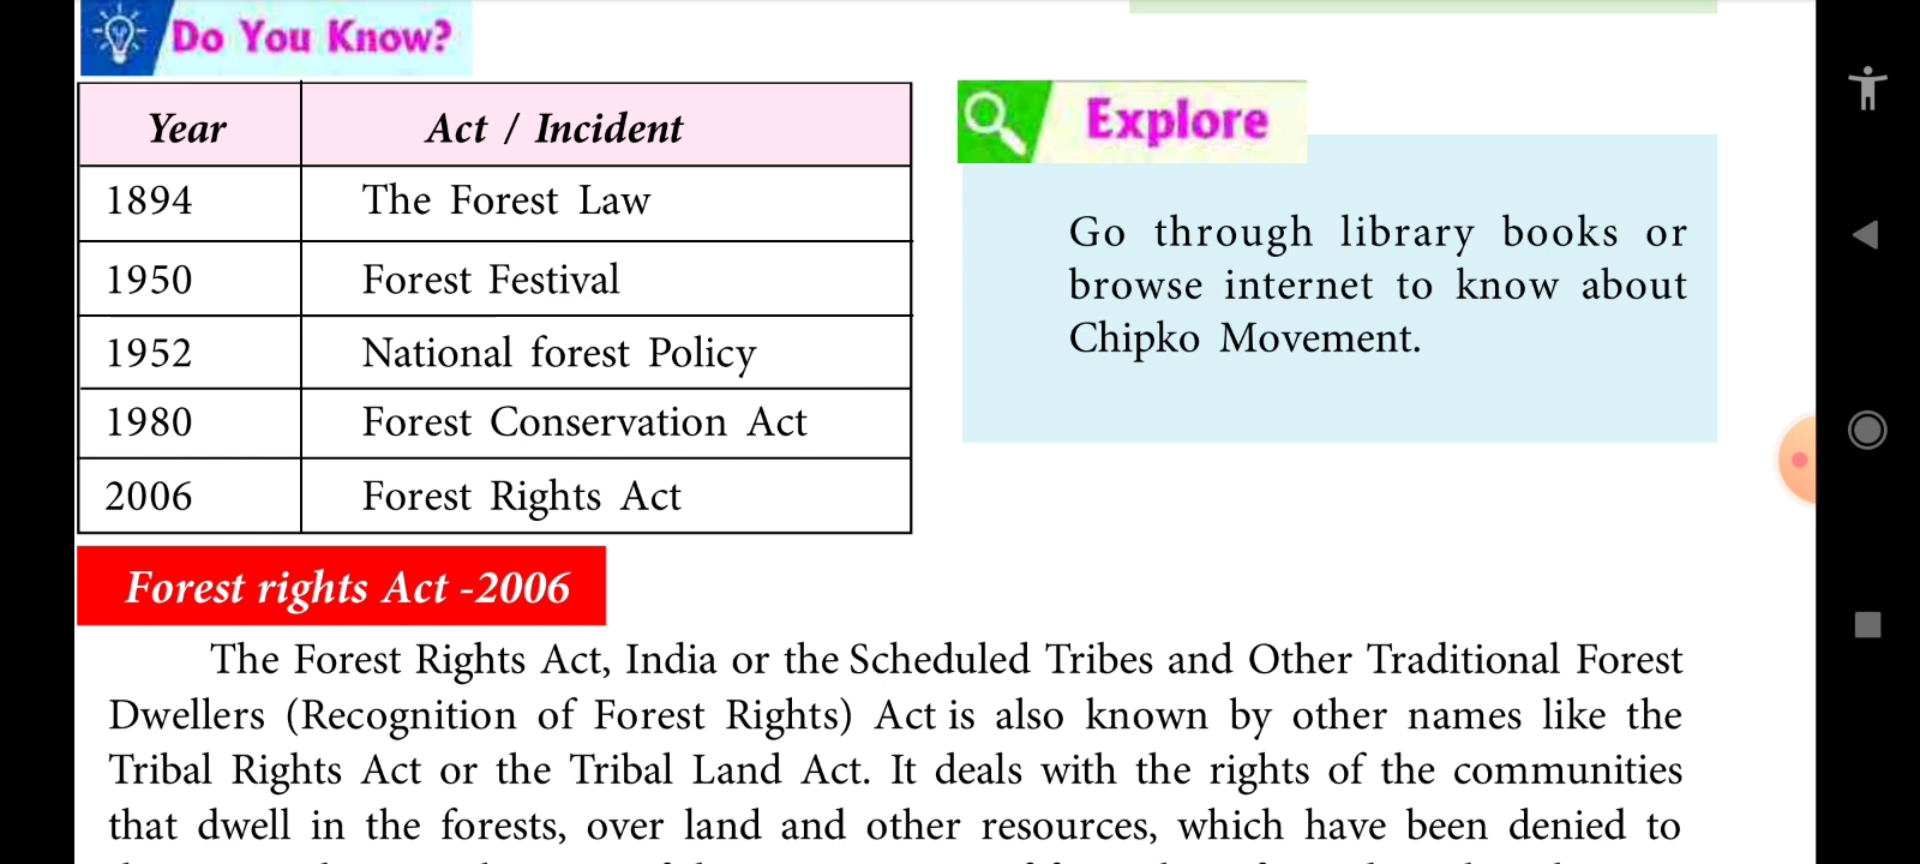 Do You Know?
Year Act / Incident
1894 The Forest Law
1950 Forest Festival
1952 National forest Policy
1980 Forest Conservation Act
2006 Forest Rights Act
Explore
Go through library books or
browse internet to know about
Chipko Movement.
Forest rights Act -2006
The Forest Rights Act, India or the Scheduled Tribes and Other Traditional Forest
Dwellers (Recognition of Forest Rights) Act is also known by other names like the
Tribal Rights Act or the Tribal Land Act. It deals with the rights of the communities
that dwell in the forests, over land and other resources, which have been denied to